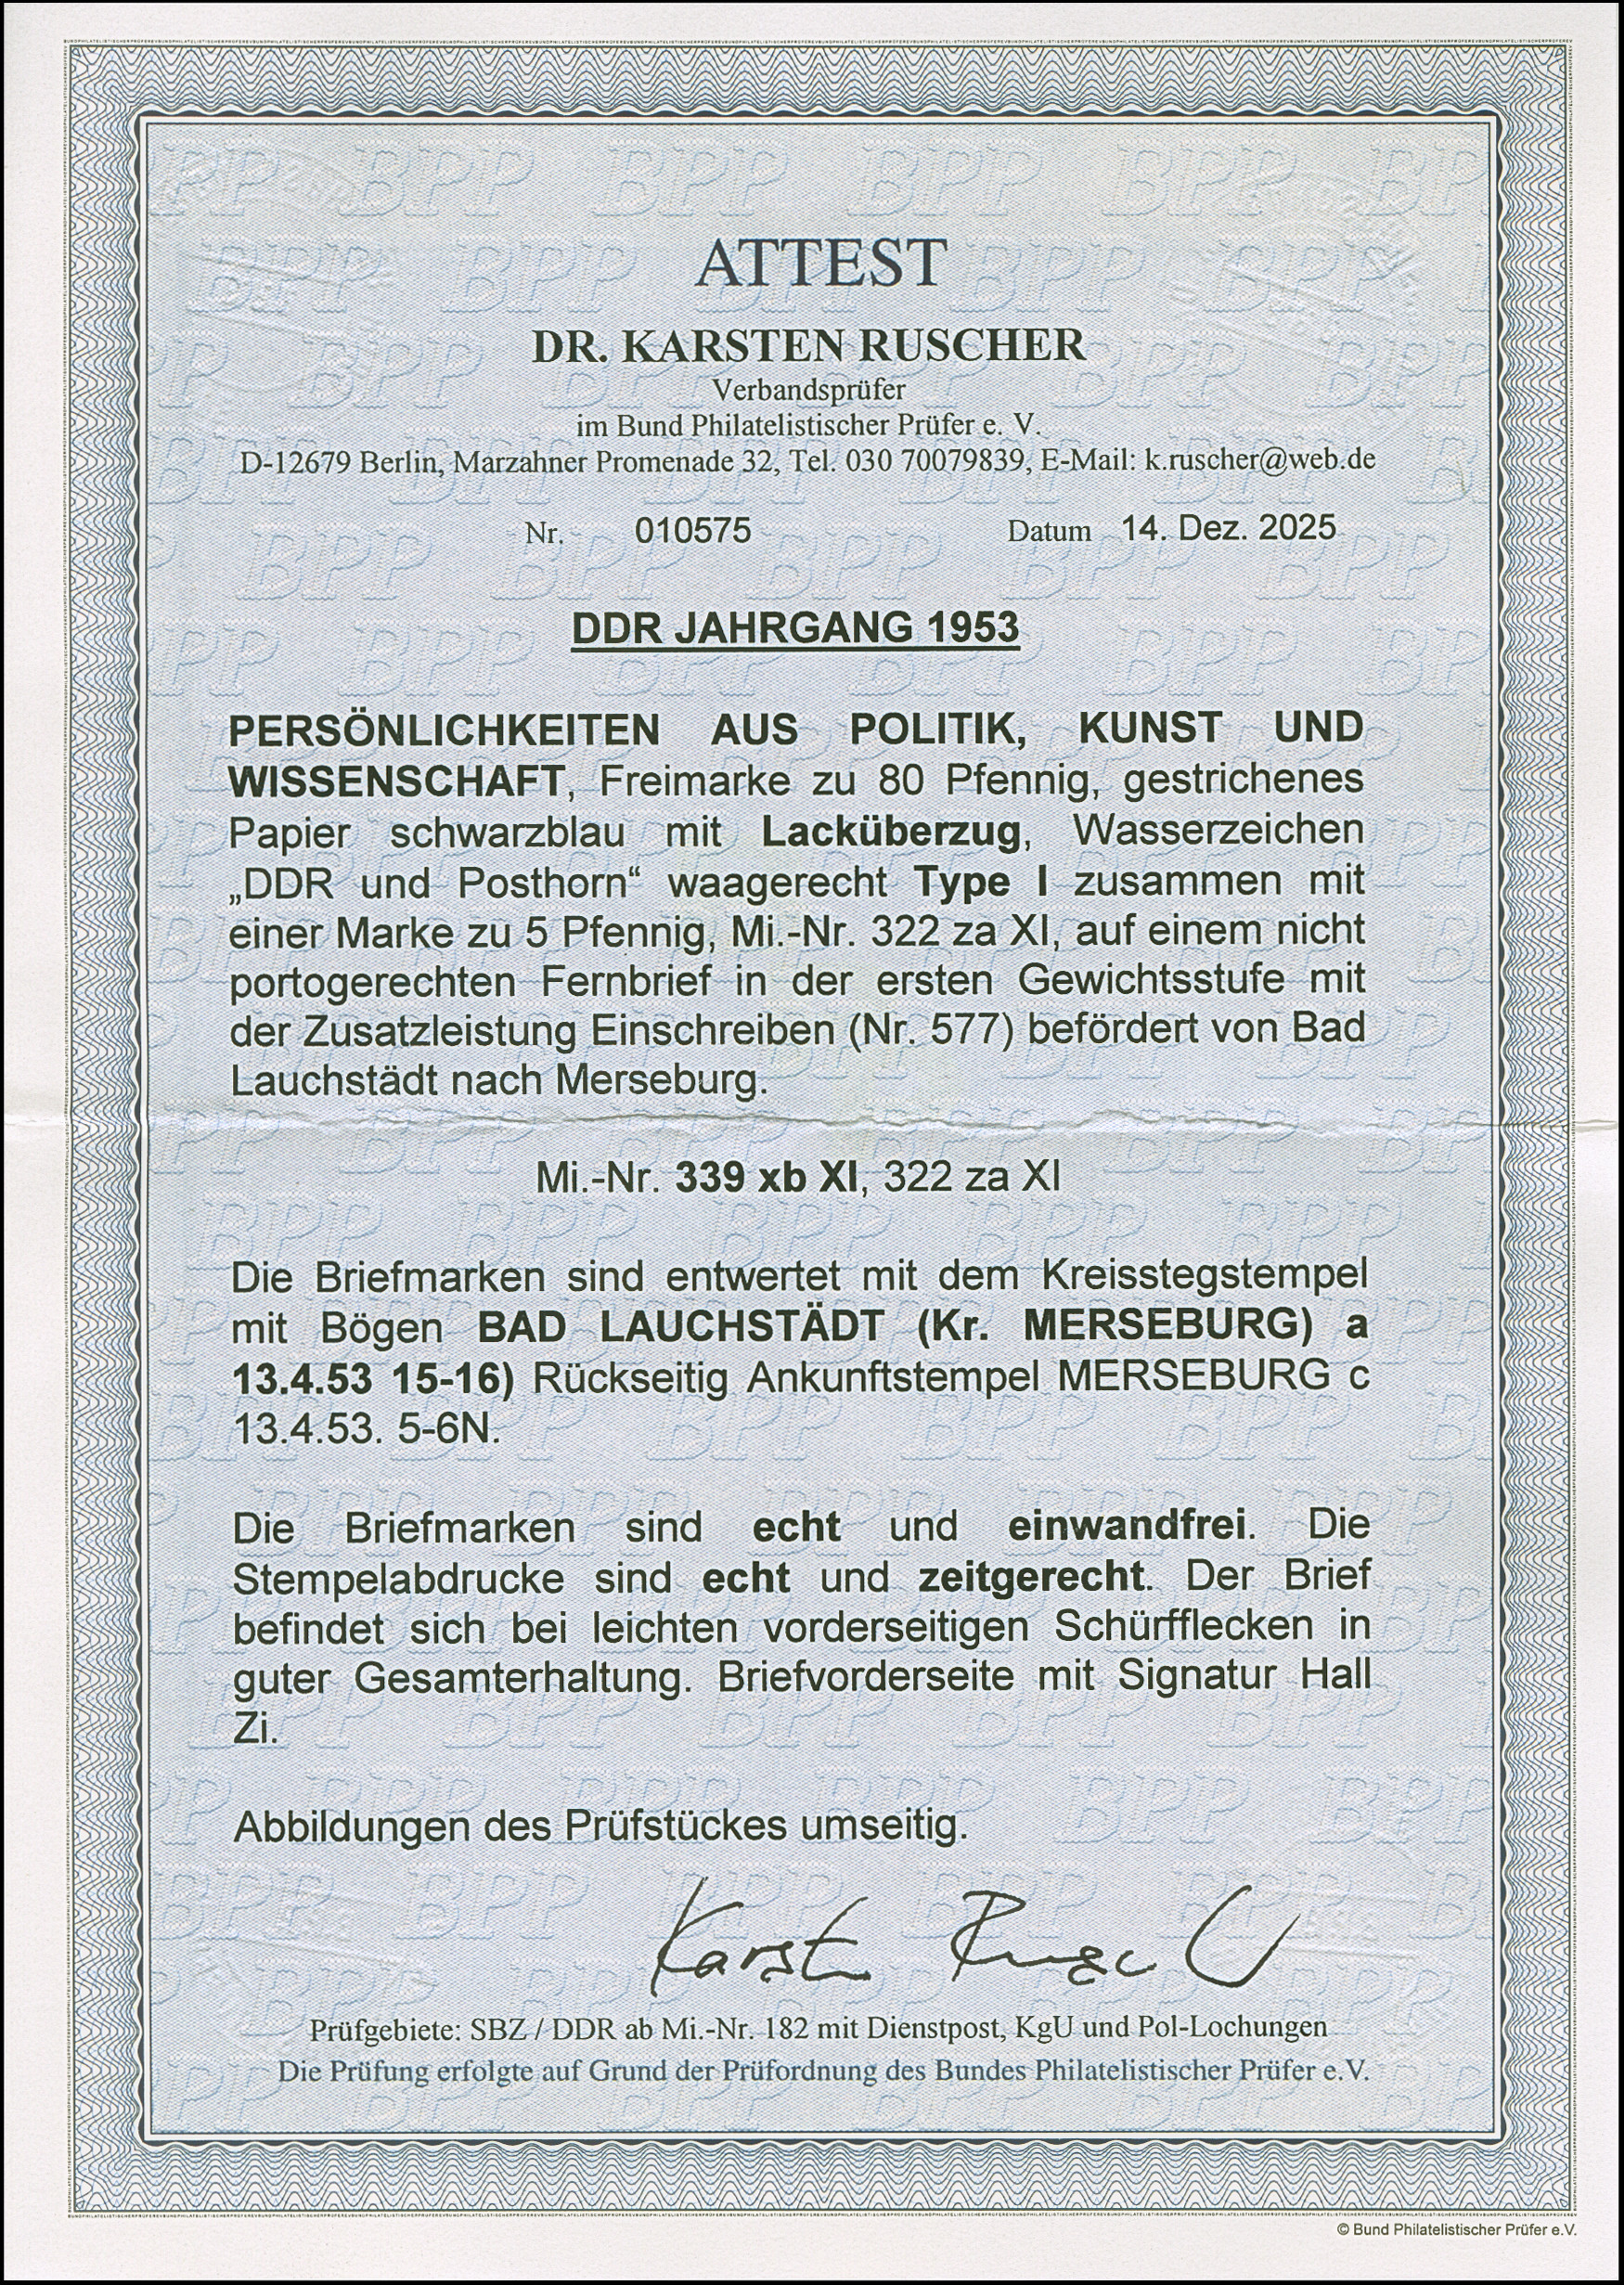 ATTEST
DR. KARSTEN RUSCHER
Verbandsprüfer
im Bund Philatelistischer Prüfer e. V.
D-12679 Berlin, Marzahner Promenade 32, Tel. 030 70079839, E-Mail: k.ruscher@web.de
Nr. 010575 Datum 14. Dez. 2025
DDR JAHRGANG 1953
PERSÖNLICHKEITEN AUS POLITIK, KUNST UND
WISSENSCHAFT, Freimarke zu 80 Pfennig, gestrichenes
Papier schwarzblau mit Lacküberzug, Wasserzeichen
„DDR und Posthorn“ waagerecht Type I zusammen mit
einer Marke zu 5 Pfennig, Mi.-Nr. 322 za XI, auf einem nicht
portogerechten Fernbrief in der ersten Gewichtsstufe mit
der Zusatzleistung Einschreiben (Nr. 577) befördert von Bad
Lauchstädt nach Merseburg.
Mi.-Nr. 339 xb XI, 322 za XI
Die Briefmarken sind entwertet mit dem Kreisstegstempel
mit Bögen BAD LAUCHSTÄDT (Kr. MERSEBURG) a
13.4.53 15-16) Rückseitig Ankunftstempel MERSEBURG c
13.4.53. 5-6N.
Die Briefmarken sind echt und einwandfrei. Die
Stempelabdrucke sind echt und zeitgerecht. Der Brief
befindet sich bei leichten vorderseitigen Schürfflecken in
guter Gesamterhaltung. Briefvorderseite mit Signatur Hall
Zi.
Abbildungen des Prüfstückes umseitig.
Prüfgebiete: SBZ / DDR ab Mi.-Nr. 182 mit Dienstpost, KgU und Pol-Lochungen
Die Prüfung erfolgte auf Grund der Prüfordnung des Bundes Philatelistischer Prüfer e.V.
© Bund Philatelistischer Prüfer e.V.